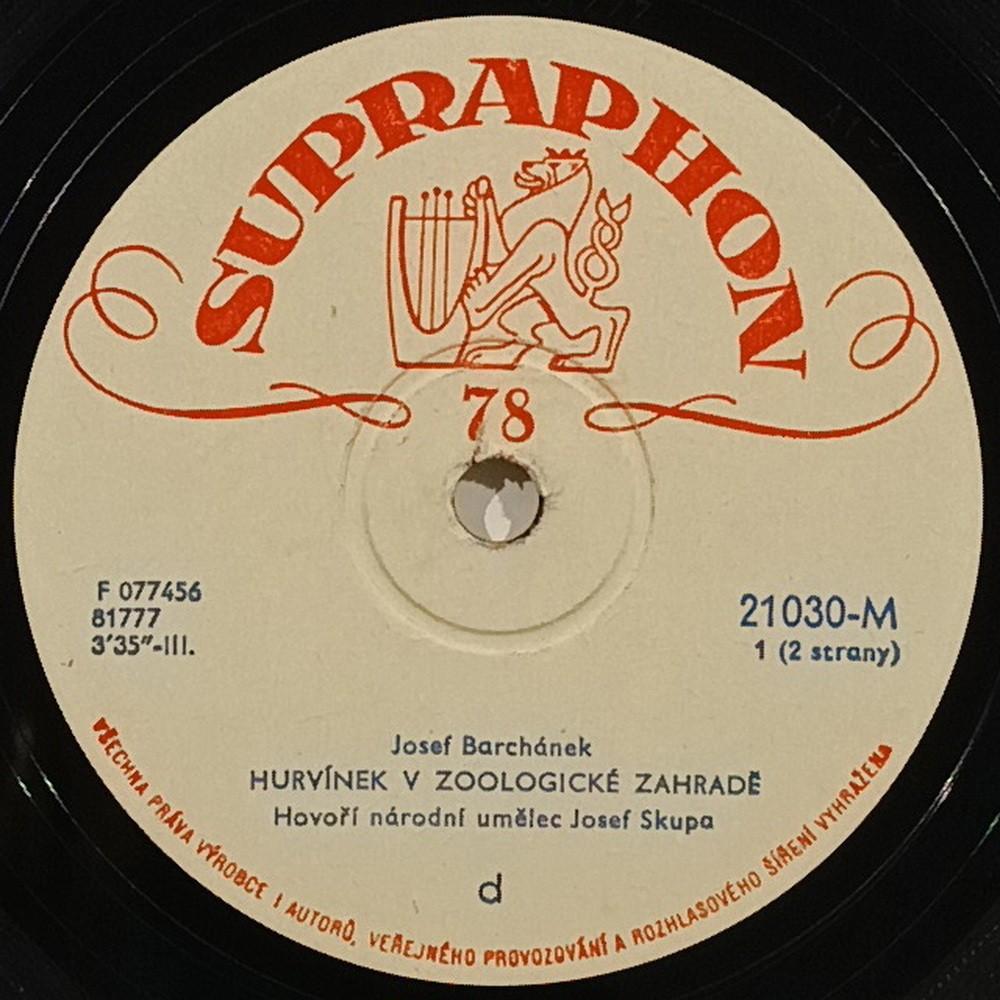 SUPRAPHON
78
F 077456
81777
3'35"-III.
21030-M
1 (2 strany)
Josef Barchánek
HURVÍNEK V ZOOLOGICKÉ ZAHRADĚ
Hovoří národní umělec Josef Skupa
d
VŠECHNA PRÁVA VÝROBCE I AUTORŮ, VEŘEJNÉHO PROVOZOVÁNÍ A ROZHLASOVÉHO ŠÍŘENÍ VYHRAŽENA